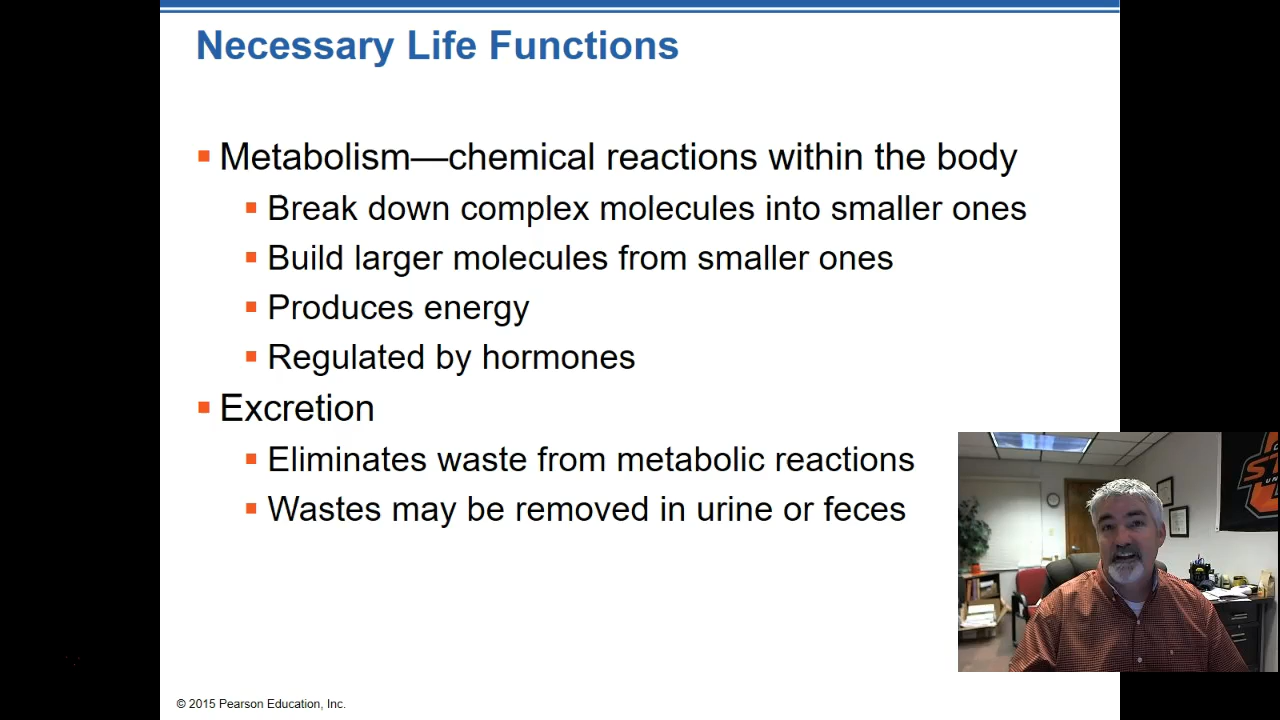 Necessary Life Functions
▪ Metabolism—chemical reactions within the body
▪ Break down complex molecules into smaller ones
▪ Build larger molecules from smaller ones
▪ Produces energy
▪ Regulated by hormones
▪ Excretion
▪ Eliminates waste from metabolic reactions
▪ Wastes may be removed in urine or feces
© 2015 Pearson Education, Inc.